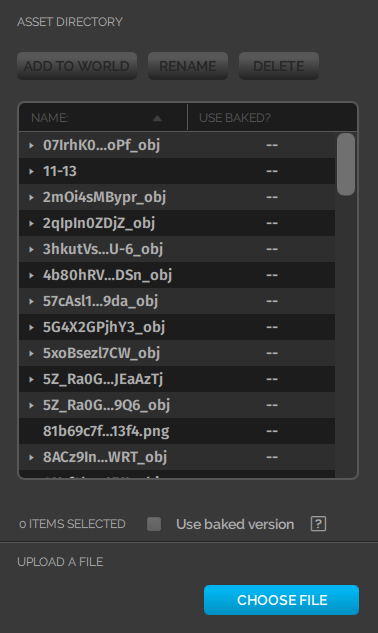 ASSET DIRECTORY
ADD TO WORLD RENAME DELETE
NAME: USE BAKED?
07IrhK0...oPf_obj --
11-13 --
2mOi4sMBypr_obj --
2qIpIn0ZDjZ_obj --
3hkutVs...U-6_obj --
4b80hRV...DSn_obj --
57cAsl1...9da_obj --
5G4X2GPjhY3_obj --
5xoBsezl7CW_obj --
5Z_Ra0G...JEaAzTj --
5Z_Ra0G...9Q6_obj --
81b69c7f...13f4.png --
8ACz9In...WRT_obj --
0 ITEMS SELECTED Use baked version [?]
UPLOAD A FILE
CHOOSE FILE